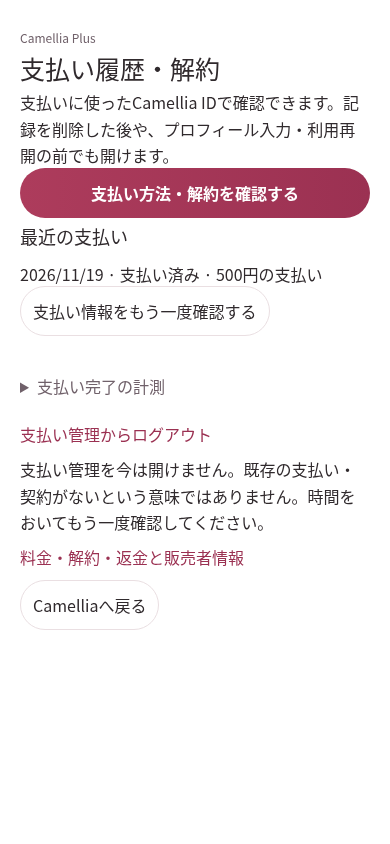 Camellia Plus
支払い履歴・解約
支払いに使ったCamellia IDで確認できます。記
録を削除した後や、プロフィール入力・利用再
開の前でも開けます。
支払い方法・解約を確認する
最近の支払い
2026/11/19・支払い済み・500円の支払い
支払い情報をもう一度確認する
▶ 支払い完了の計測
支払い管理からログアウト
支払い管理を今は開けません。既存の支払い・
契約がないという意味ではありません。時間を
おいてもう一度確認してください。
料金・解約・返金と販売者情報
Camelliaへ戻る